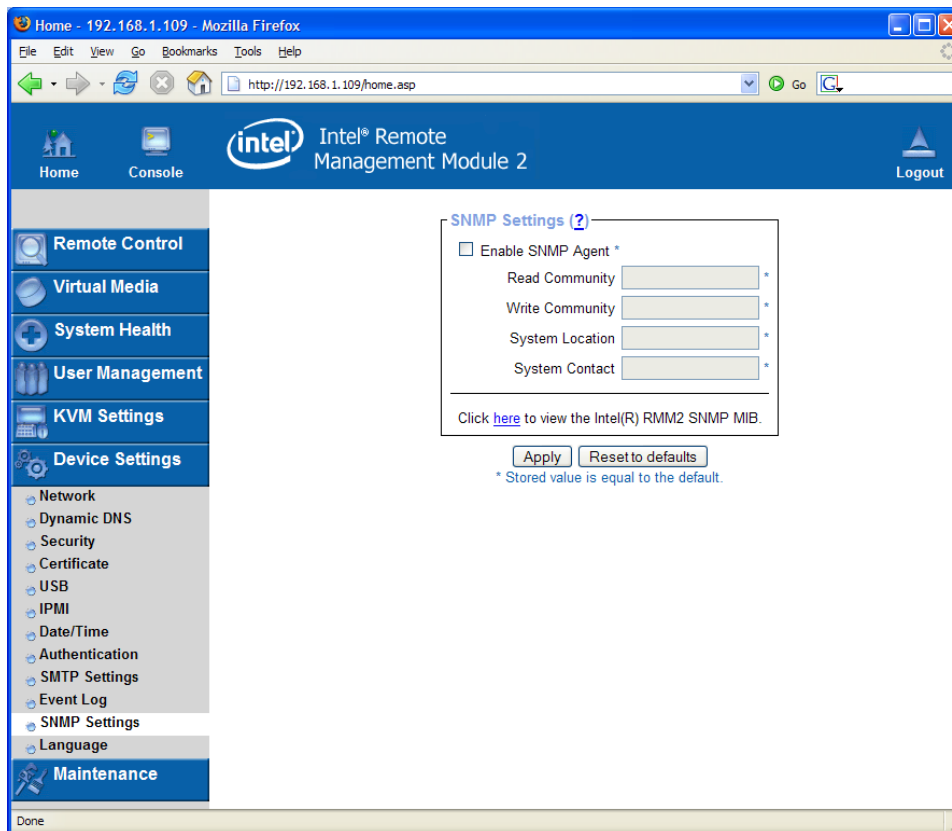 Home - 192.168.1.109 - Mozilla Firefox
File Edit View Go Bookmarks Tools Help
http://192.168.1.109/home.asp Go G
Home Console
intel®
Intel® Remote
Management Module 2
Logout
Remote Control
Virtual Media
System Health
User Management
KVM Settings
Device Settings
Network
Dynamic DNS
Security
Certificate
USB
IPMI
Date/Time
Authentication
SMTP Settings
Event Log
SNMP Settings
Language
Maintenance
SNMP Settings (?)
Enable SNMP Agent *
Read Community *
Write Community *
System Location *
System Contact *
Click here to view the Intel(R) RMM2 SNMP MIB.
Apply Reset to defaults
* Stored value is equal to the default.
Done